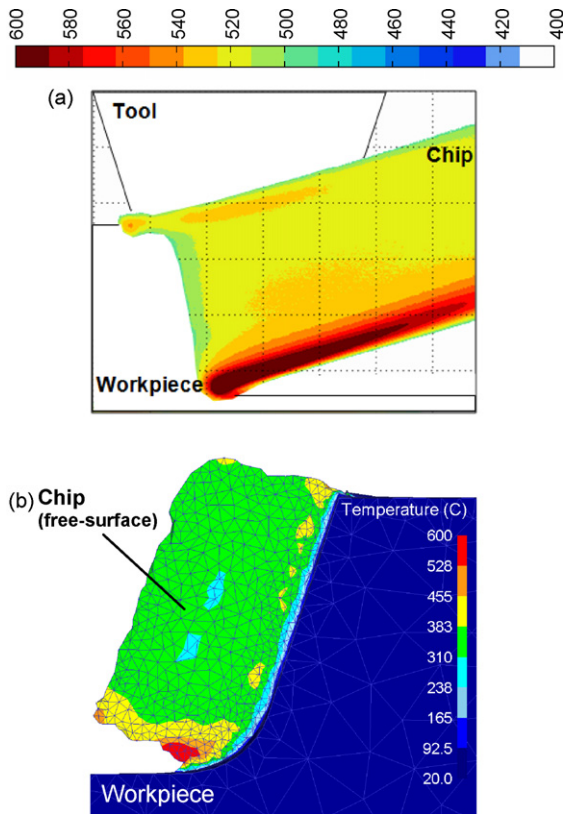 600 580 560 540 520 500 480 460 440 420 400
(a)
Tool
Chip
Workpiece
(b) Chip
(free-surface)
Temperature (C)
600
528
455
383
310
238
165
92.5
20.0
Workpiece